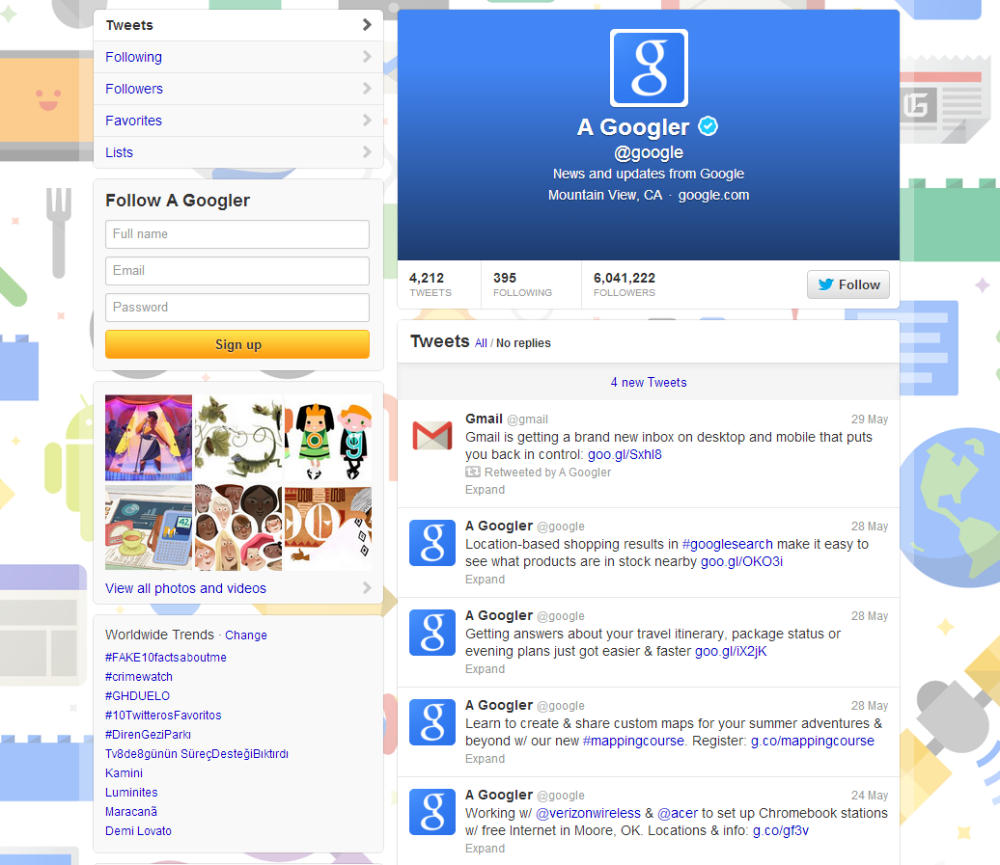 Tweets
Following
Followers
Favorites
Lists
Follow A Googler
Full name
Email
Password
Sign up
View all photos and videos
Worldwide Trends · Change
#FAKE10factsaboutme
#crimewatch
#GHDUELO
#10TwitterosFavoritos
#DirenGeziParkı
Tv8de8günün SüreçDesteğiBıktırdı
Kamini
Luminites
Maracanã
Demi Lovato
g
A Googler
@google
News and updates from Google
Mountain View, CA · google.com
4,212
TWEETS
395
FOLLOWING
6,041,222
FOLLOWERS
Follow
Tweets All / No replies
4 new Tweets
Gmail @gmail 29 May
Gmail is getting a brand new inbox on desktop and mobile that puts
you back in control: goo.gl/SxhI8
Retweeted by A Googler
Expand
g
A Googler @google 28 May
Location-based shopping results in #googlesearch make it easy to
see what products are in stock nearby goo.gl/OKO3i
Expand
g
A Googler @google 28 May
Getting answers about your travel itinerary, package status or
evening plans just got easier & faster goo.gl/iX2jK
Expand
g
A Googler @google 28 May
Learn to create & share custom maps for your summer adventures &
beyond w/ our new #mappingcourse. Register: g.co/mappingcourse
Expand
g
A Googler @google 24 May
Working w/ @verizonwireless & @acer to set up Chromebook stations
w/ free Internet in Moore, OK. Locations & info: g.co/gf3v
Expand